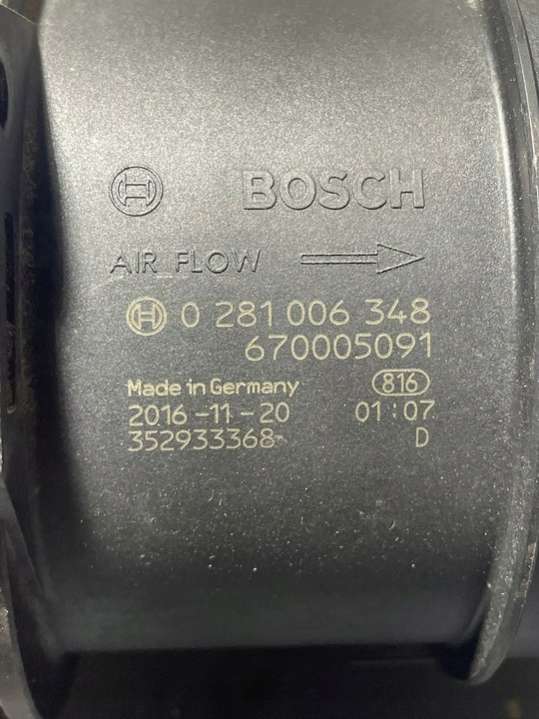 BOSCH
AIR FLOW
0 281 006 348
670005091
Made in Germany 816
2016-11-20 01:07
352933368 D